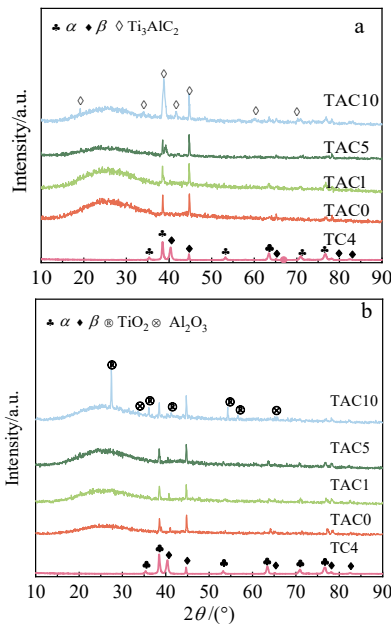 a
♣ α ♦ β ◇ Ti₃AlC₂
TAC10
TAC5
TAC1
TAC0
TC4
Intensity/a.u.
10 20 30 40 50 60 70 80 90
b
♣ α ♦ β ® TiO₂ ⊗ Al₂O₃
TAC10
TAC5
TAC1
TAC0
TC4
Intensity/a.u.
10 20 30 40 50 60 70 80 90
2θ/(°)